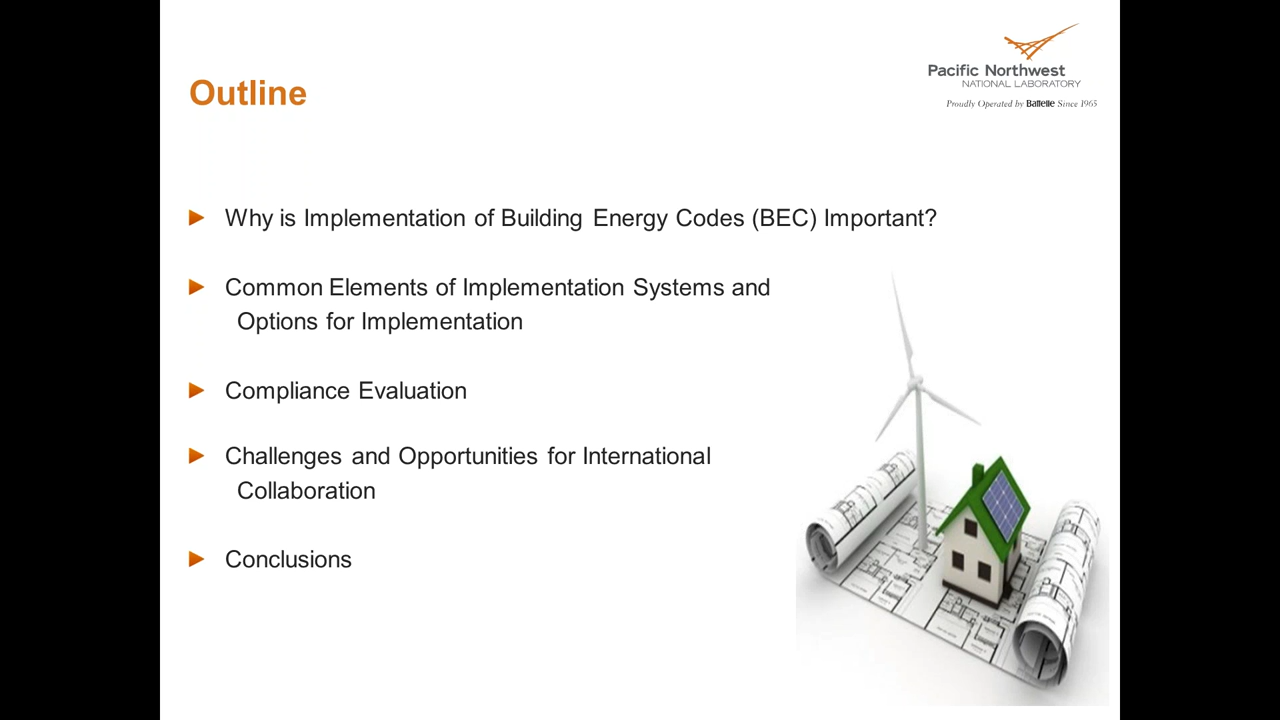 Pacific Northwest
NATIONAL LABORATORY
Proudly Operated by Battelle Since 1965
Outline
Why is Implementation of Building Energy Codes (BEC) Important?
Common Elements of Implementation Systems and
Options for Implementation
Compliance Evaluation
Challenges and Opportunities for International
Collaboration
Conclusions